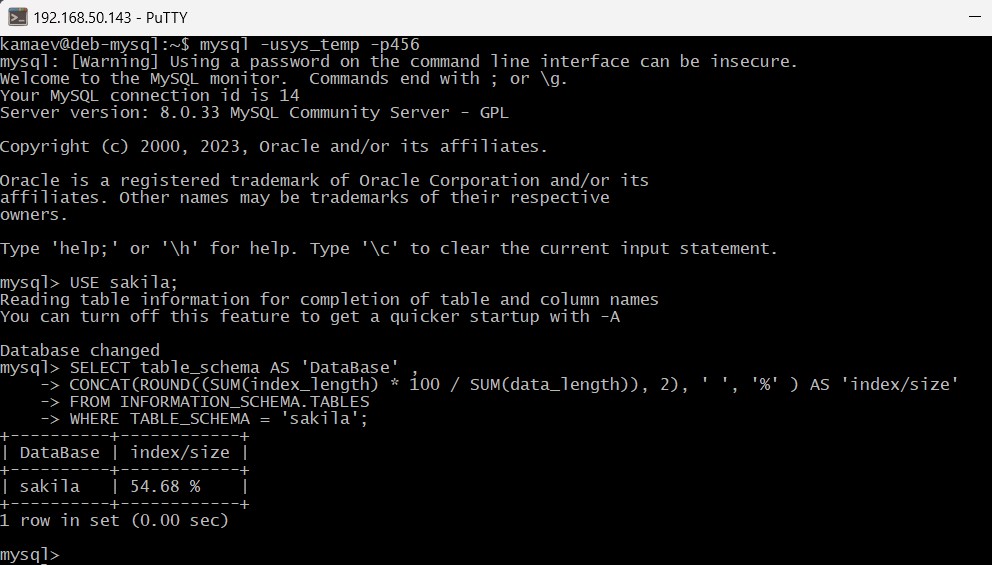 192.168.50.143 - PuTTY
kamaev@deb-mysql:~$ mysql -usys_temp -p456
mysql: [Warning] Using a password on the command line interface can be insecure.
Welcome to the MySQL monitor.  Commands end with ; or \g.
Your MySQL connection id is 14
Server version: 8.0.33 MySQL Community Server - GPL

Copyright (c) 2000, 2023, Oracle and/or its affiliates.

Oracle is a registered trademark of Oracle Corporation and/or its
affiliates. Other names may be trademarks of their respective
owners.

Type 'help;' or '\h' for help. Type '\c' to clear the current input statement.

mysql> USE sakila;
Reading table information for completion of table and column names
You can turn off this feature to get a quicker startup with -A

Database changed
mysql> SELECT table_schema AS 'DataBase' ,
    -> CONCAT(ROUND((SUM(index_length) * 100 / SUM(data_length)), 2), ' ', '%' ) AS 'index/size'
    -> FROM INFORMATION_SCHEMA.TABLES
    -> WHERE TABLE_SCHEMA = 'sakila';
+----------+------------+
| DataBase | index/size |
+----------+------------+
| sakila   | 54.68 %    |
+----------+------------+
1 row in set (0.00 sec)

mysql>